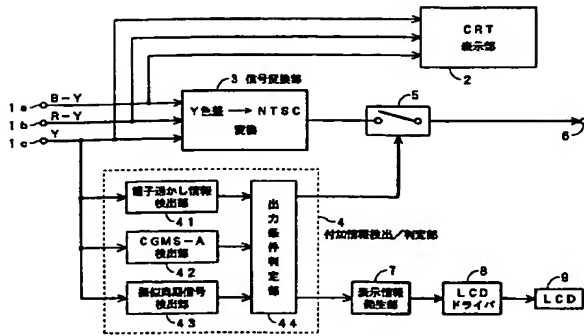 CRT
表示部
2
3 信号変換部
1a
B-Y
1b
R-Y
1c
Y
Y色差 → NTSC
変換
5
6
電子透かし情報
検出部
41
CGMS-A
検出部
42
擬似同期信号
検出部
43
出力条件判定部
44
4
付加情報検出/判定部
7
表示情報
発生部
8
LCD
ドライバ
9
LCD